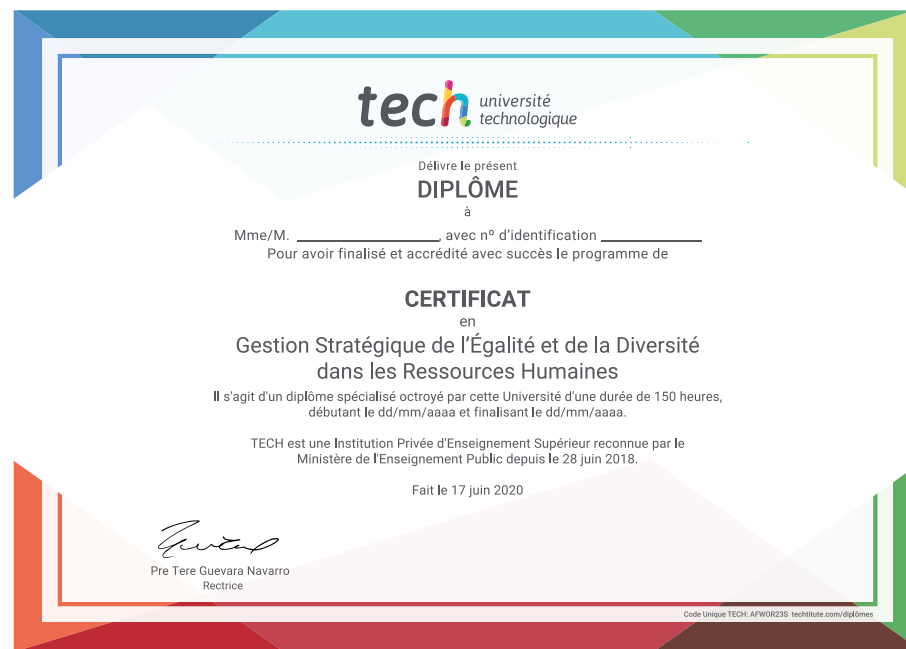 tech université
technologique
Délivre le présent
DIPLÔME
à
Mme/M. ____________, avec nº d'identification ____________
Pour avoir finalisé et accrédité avec succès le programme de
CERTIFICAT
en
Gestion Stratégique de l'Égalité et de la Diversité
dans les Ressources Humaines
Il s'agit d'un diplôme spécialisé octroyé par cette Université d'une durée de 150 heures,
débutant le dd/mm/aaaa et finalisant le dd/mm/aaaa.
TECH est une Institution Privée d'Enseignement Supérieur reconnue par le
Ministère de l'Enseignement Public depuis le 28 juin 2018.
Fait le 17 juin 2020
Pre Tere Guevara Navarro
Rectrice
Code Unique TECH: AFWOR23S techtitute.com/diplômes